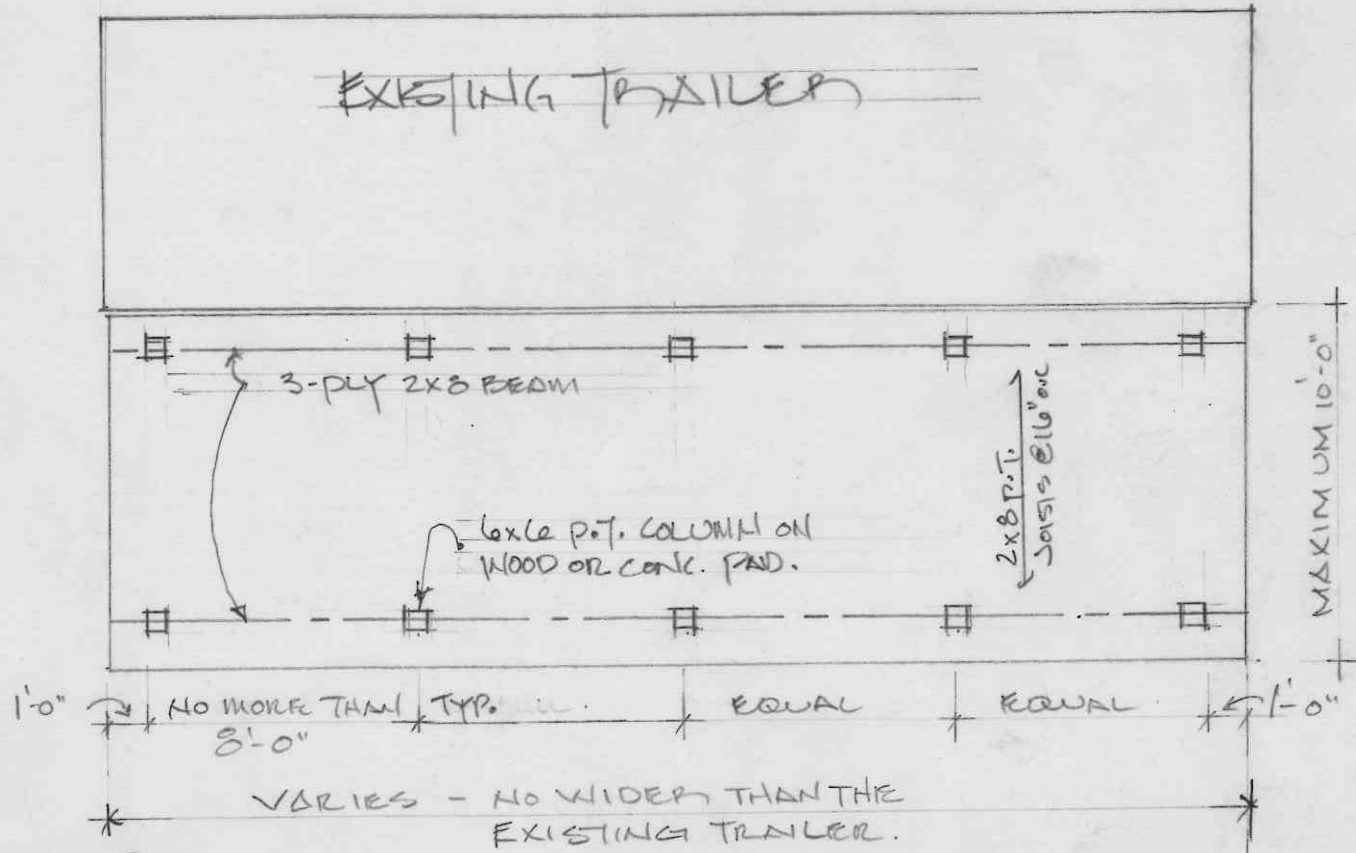 EXISTING TRAILER
3-PLY 2X8 BEAM
6x6 P.T. COLUMN ON
WOOD OR CONC. PAD.
2x8 P.T.
JOISTS @16"o.c
MAXIMUM 10'-0"
1'-0"
NO MORE THAN
8'-0"
TYP.
EQUAL
EQUAL
1'-0"
VARIES - NO WIDER THAN THE
EXISTING TRAILER.